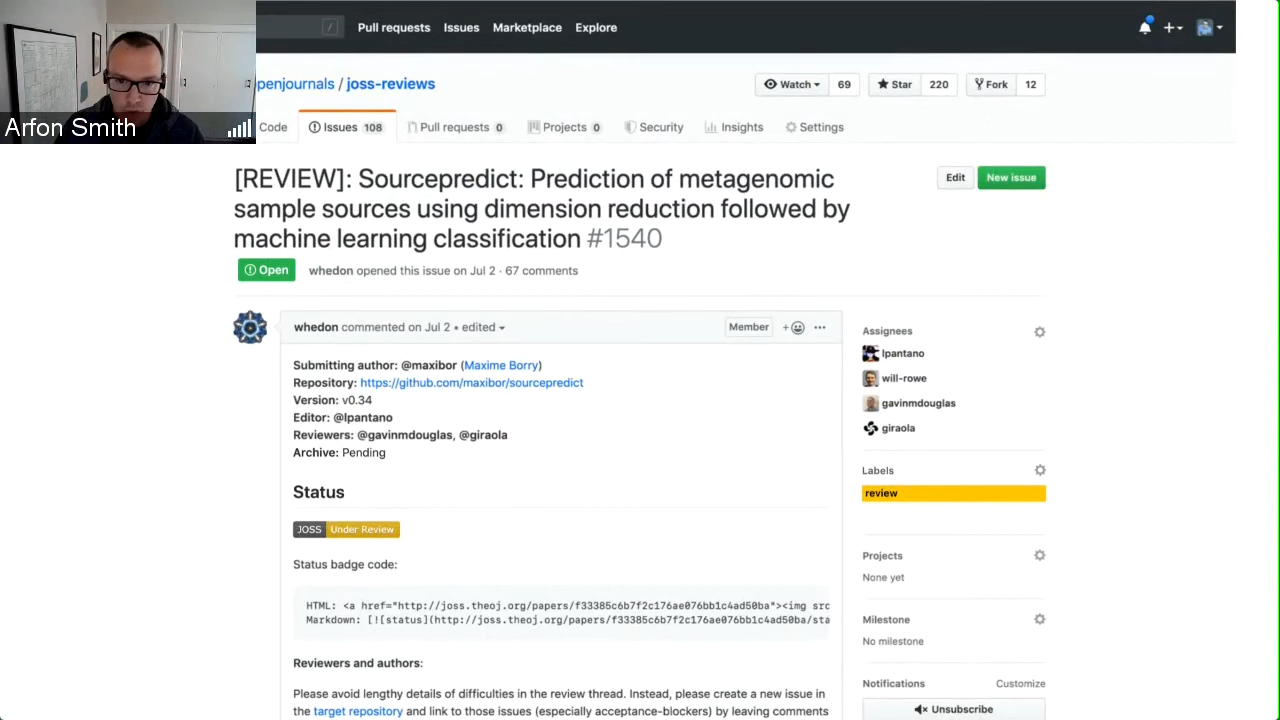 / Pull requests Issues Marketplace Explore
Arfon Smith
openjournals / joss-reviews
Watch 69 Star 220 Fork 12
Code Issues 108 Pull requests 0 Projects 0 Security Insights Settings
[REVIEW]: Sourcepredict: Prediction of metagenomic
sample sources using dimension reduction followed by
machine learning classification #1540
Edit New issue
Open whedon opened this issue on Jul 2 · 67 comments
whedon commented on Jul 2 • edited Member
Submitting author: @maxibor (Maxime Borry)
Repository: https://github.com/maxibor/sourcepredict
Version: v0.34
Editor: @lpantano
Reviewers: @gavinmdouglas, @giraola
Archive: Pending
Status
JOSS Under Review
Status badge code:
HTML: <a href="http://joss.theoj.org/papers/f33385c6b7f2c176ae076bb1c4ad50ba"><img src
Markdown: [![status](http://joss.theoj.org/papers/f33385c6b7f2c176ae076bb1c4ad50ba/sta
Reviewers and authors:
Please avoid lengthy details of difficulties in the review thread. Instead, please create a new issue in
the target repository and link to those issues (especially acceptance-blockers) by leaving comments
Assignees
lpantano
will-rowe
gavinmdouglas
giraola
Labels
review
Projects
None yet
Milestone
No milestone
Notifications Customize
Unsubscribe